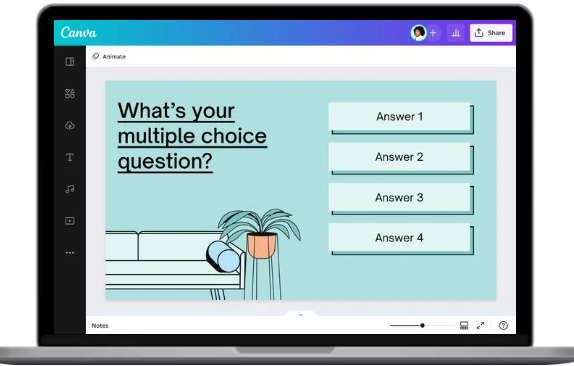 Canva
Share
Animate
What's your
multiple choice
question?
Answer 1
Answer 2
Answer 3
Answer 4
Notes